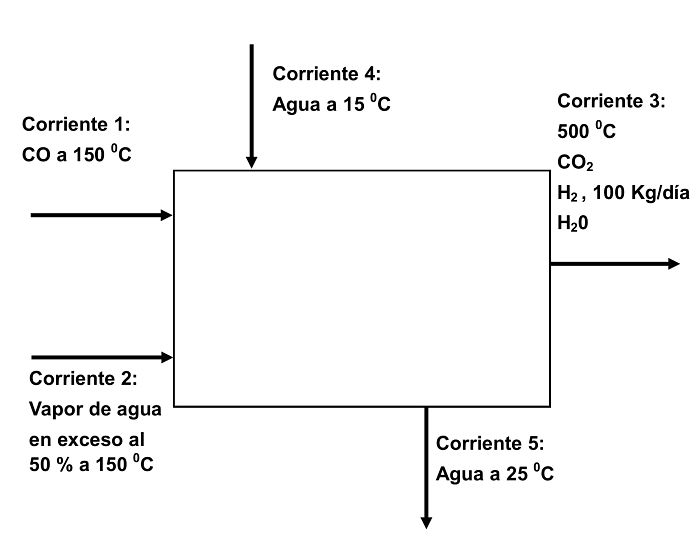 Corriente 4:
Agua a 15 ⁰C
Corriente 3:
500 ⁰C
CO₂
H₂ , 100 Kg/día
H₂0
Corriente 1:
CO a 150 ⁰C
Corriente 2:
Vapor de agua
en exceso al
50 % a 150 ⁰C
Corriente 5:
Agua a 25 ⁰C